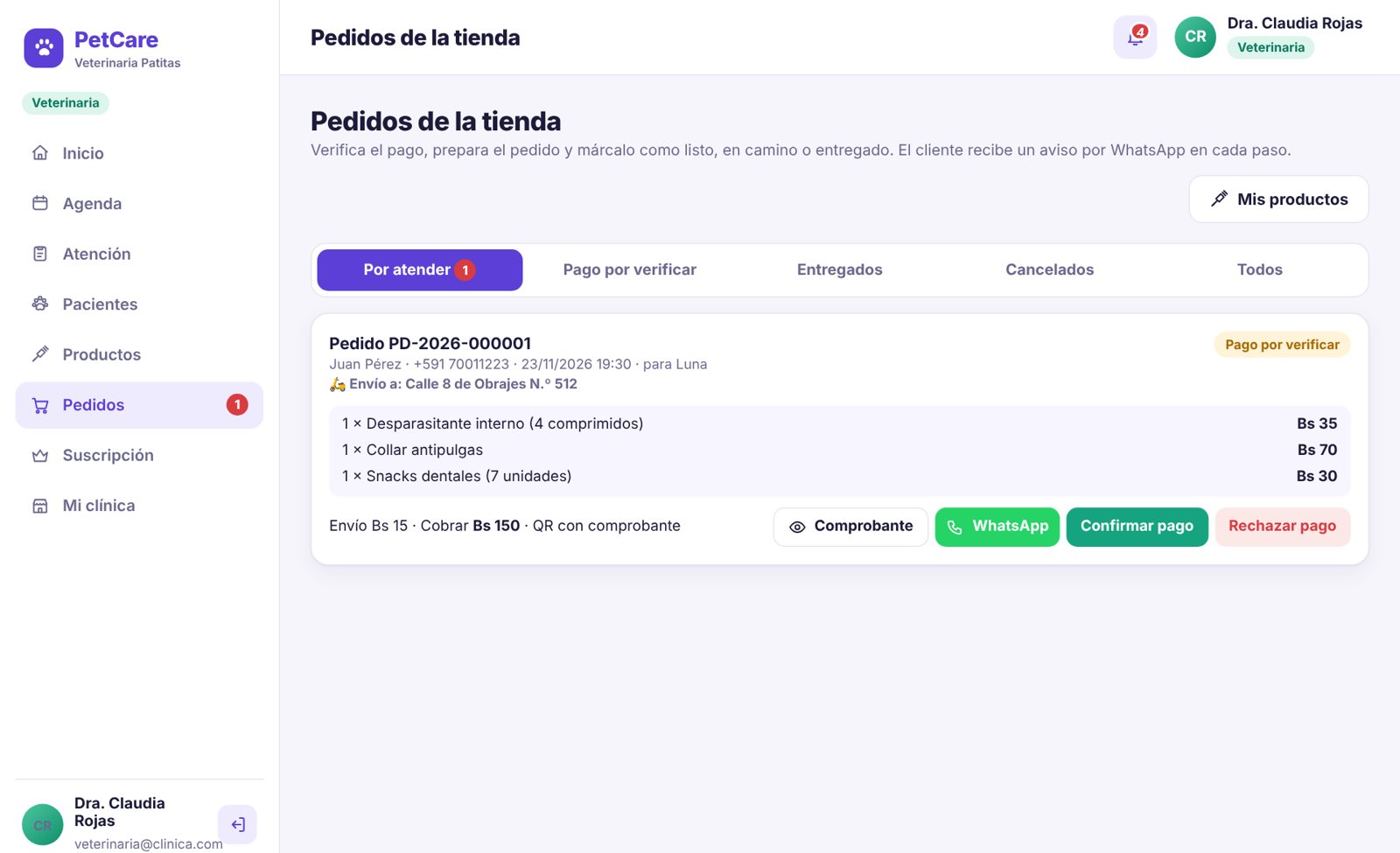 PetCare
Veterinaria Patitas
Veterinaria
Inicio
Agenda
Atención
Pacientes
Productos
Pedidos 1
Suscripción
Mi clínica
Dra. Claudia
Rojas
CR
veterinaria@clinica.com
Pedidos de la tienda
4
CR
Dra. Claudia Rojas
Veterinaria
Pedidos de la tienda
Verifica el pago, prepara el pedido y márcalo como listo, en camino o entregado. El cliente recibe un aviso por WhatsApp en cada paso.
Mis productos
Por atender 1 Pago por verificar Entregados Cancelados Todos
Pedido PD-2026-000001 Pago por verificar
Juan Pérez · +591 70011223 · 23/11/2026 19:30 · para Luna
🛵 Envío a: Calle 8 de Obrajes N.º 512
1 × Desparasitante interno (4 comprimidos) Bs 35
1 × Collar antipulgas Bs 70
1 × Snacks dentales (7 unidades) Bs 30
Envío Bs 15 · Cobrar Bs 150 · QR con comprobante Comprobante WhatsApp Confirmar pago Rechazar pago